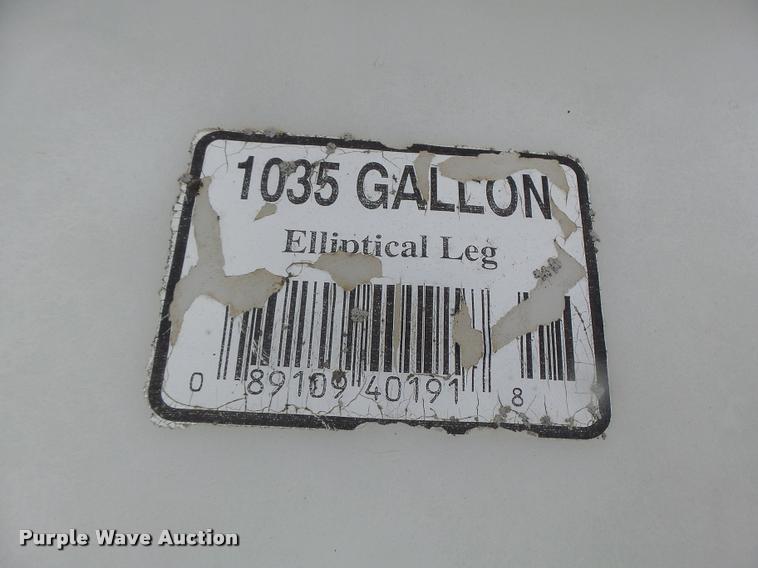 1035 GALLON
Elliptical Leg
0 89109 40191 8
Purple Wave Auction